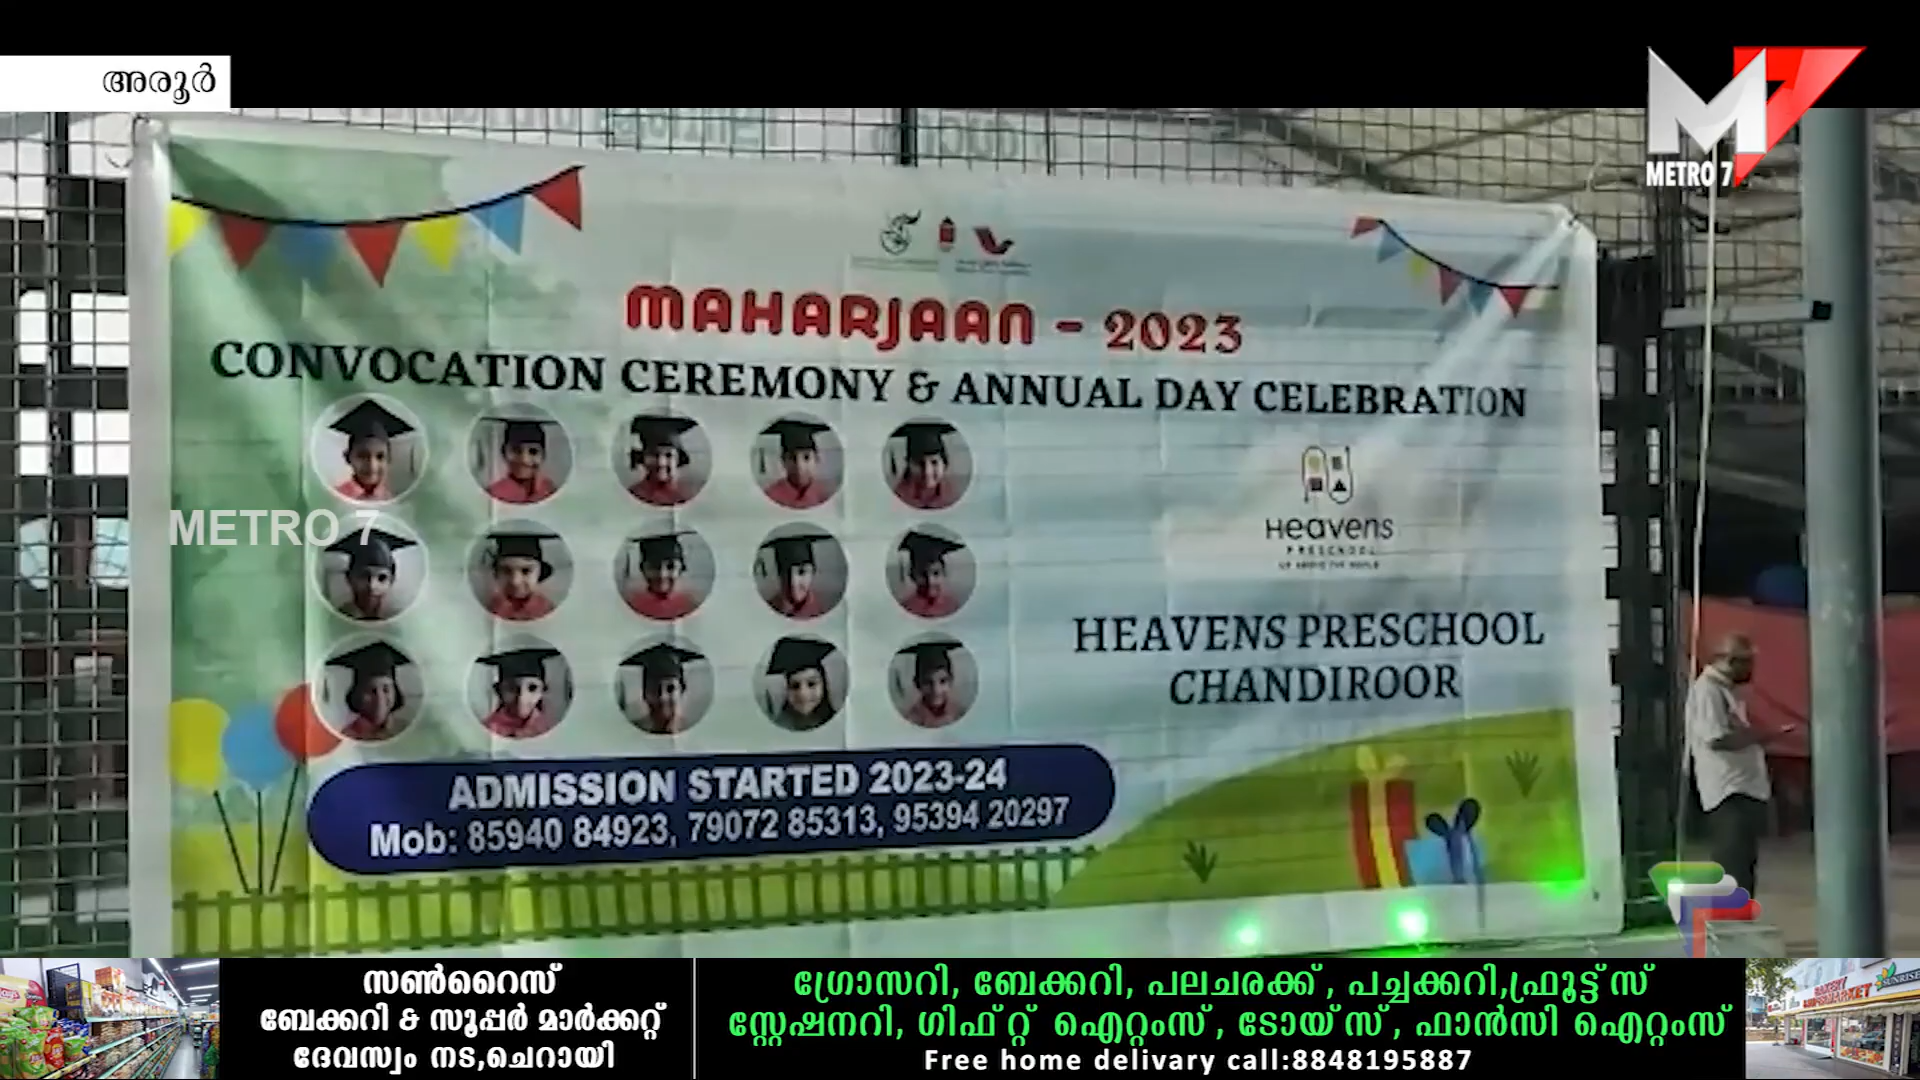 അരൂർ
METRO 7
MAHARJAAN - 2023
CONVOCATION CEREMONY & ANNUAL DAY CELEBRATION
METRO 7
Heavens
PRESCHOOL
HEAVENS PRESCHOOL
CHANDIROOR
ADMISSION STARTED 2023-24
Mob: 85940 84923, 79072 85313, 95394 20297
സൺറൈസ്
ബേക്കറി & സൂപ്പർ മാർക്കറ്റ്
ദേവസ്വം നട,ചെറായി
ഗ്രോസറി, ബേക്കറി, പലചരക്ക്, പച്ചക്കറി,ഫ്രൂട്ട്സ്
സ്റ്റേഷനറി, ഗിഫ്റ്റ് ഐറ്റംസ്, ടോയ്സ്, ഫാൻസി ഐറ്റംസ്
Free home delivary call:8848195887